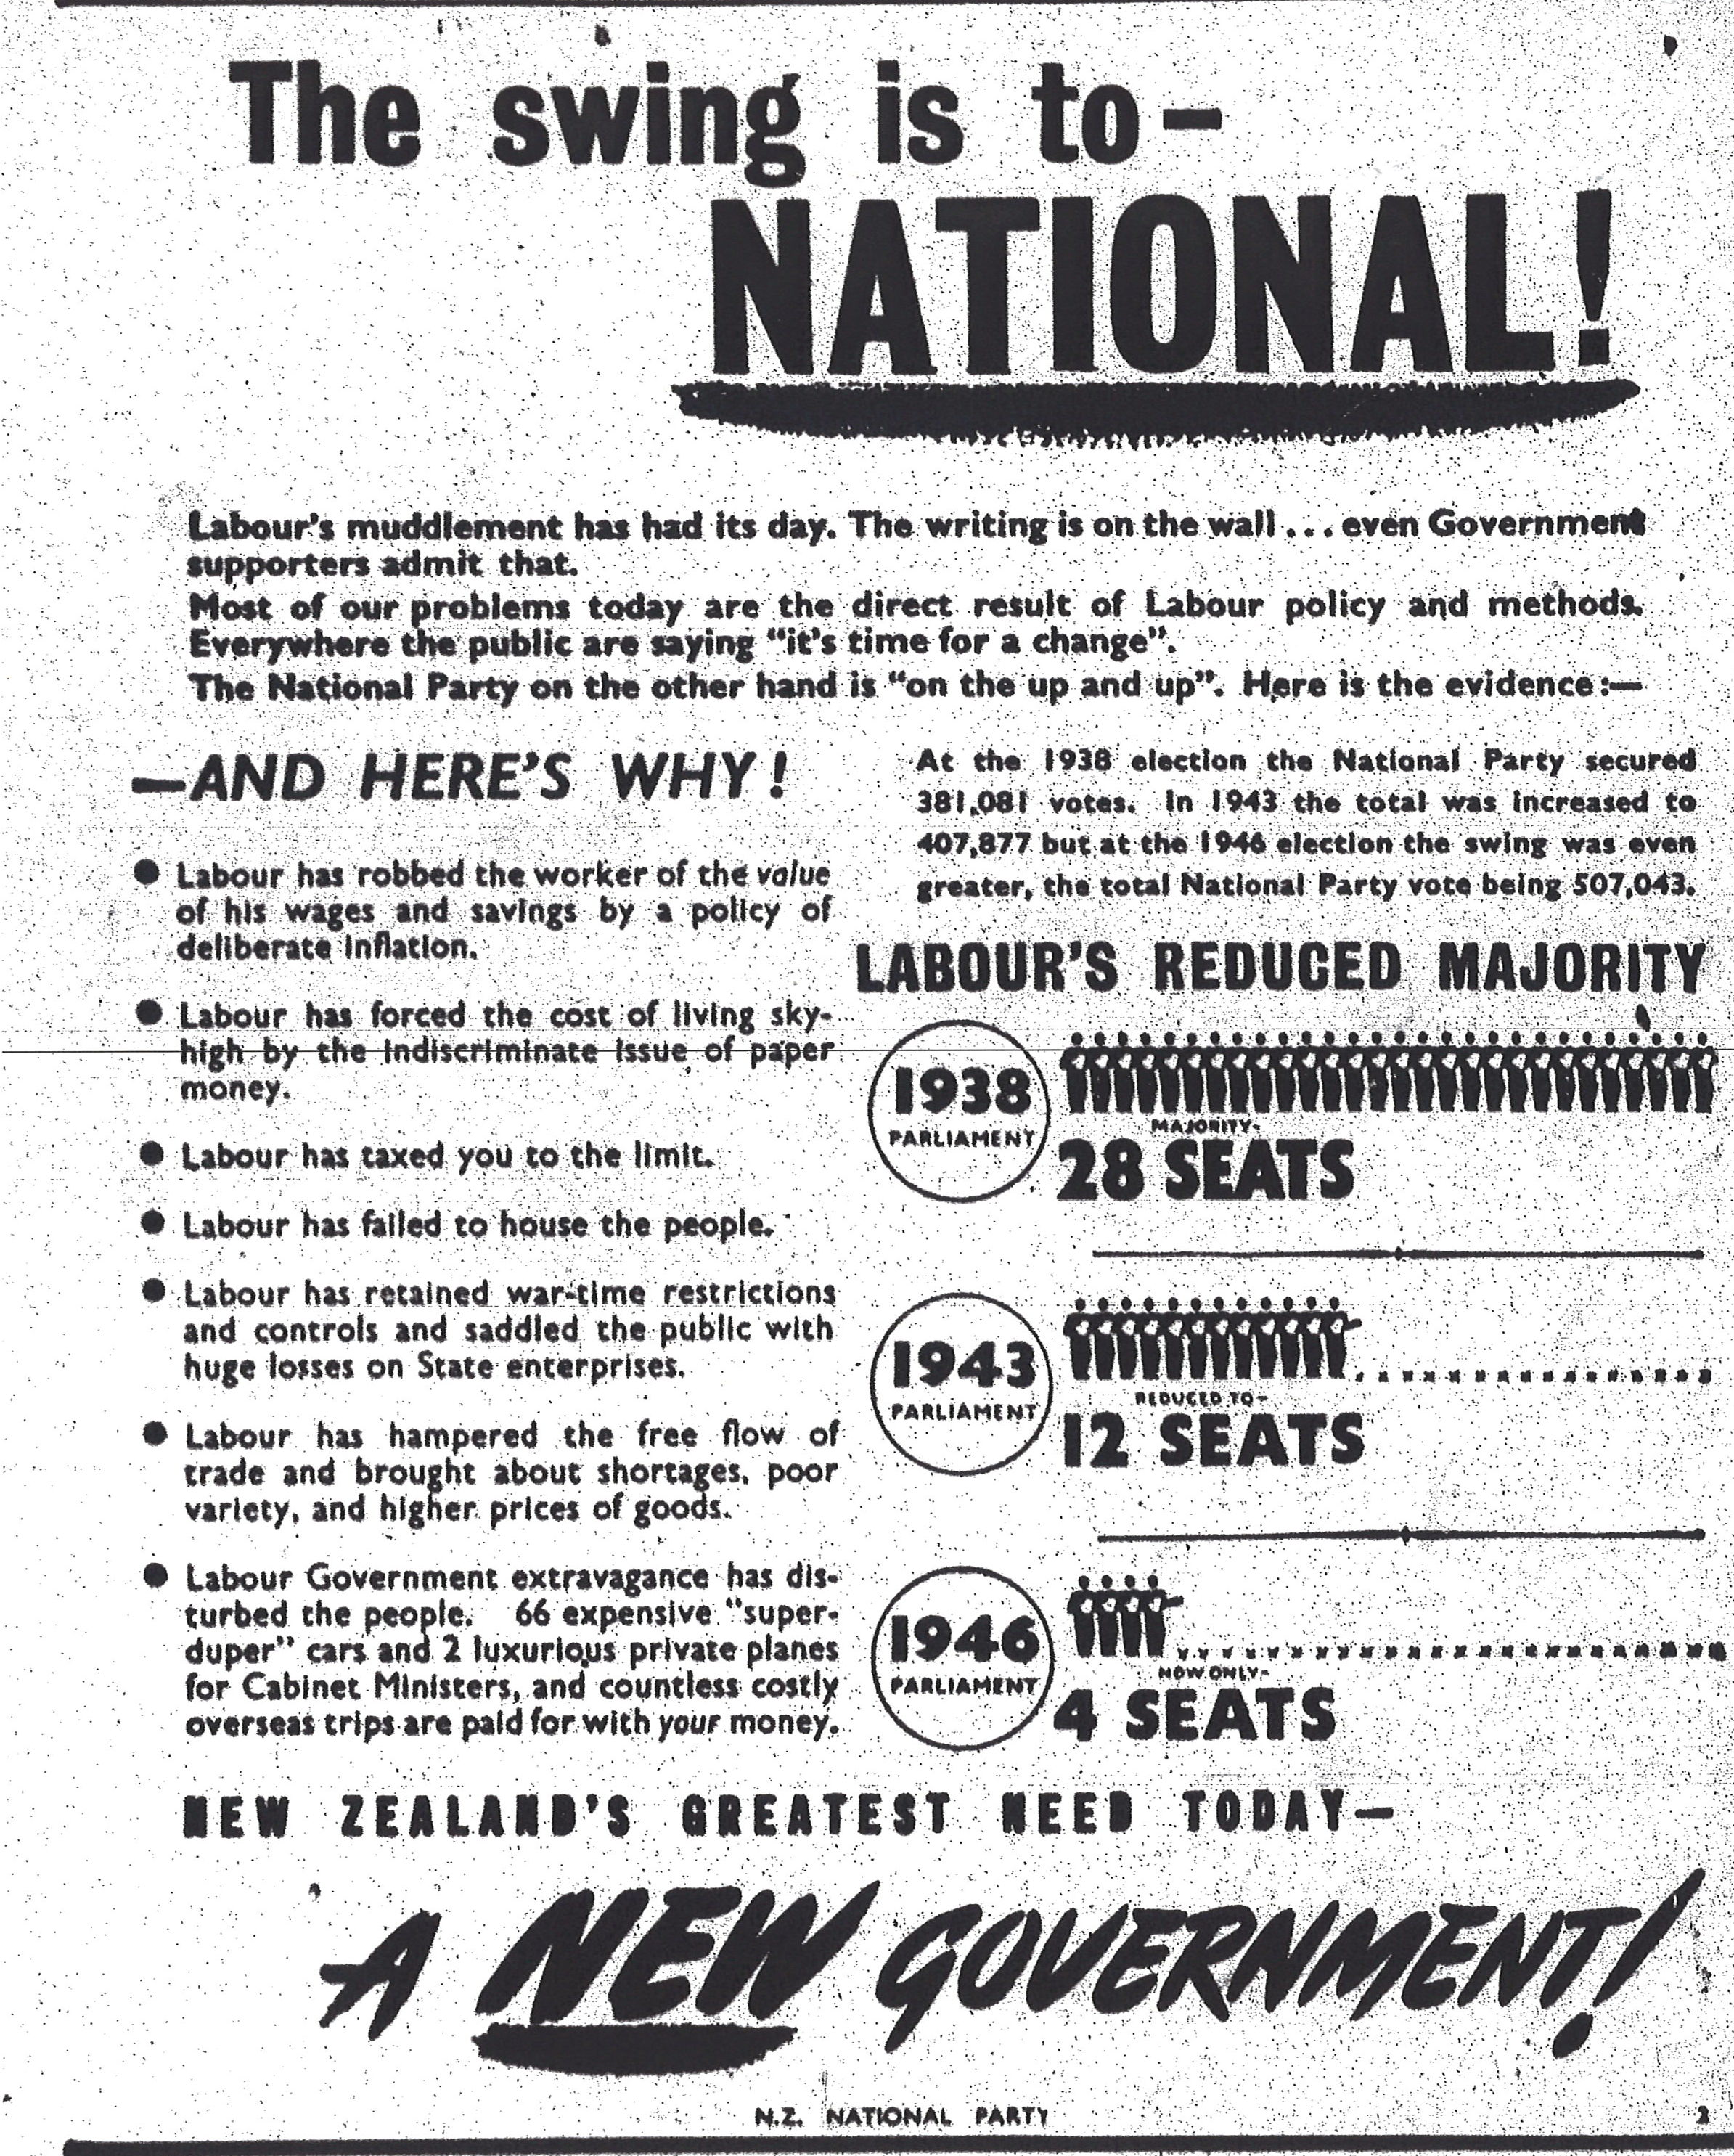 The swing is to—
NATIONAL!
Labour's muddlement has had its day. The writing is on the wall... even Government
supporters admit that.
Most of our problems today are the direct result of Labour policy and methods.
Everywhere the public are saying "it's time for a change".
The National Party on the other hand is "on the up and up". Here is the evidence:—
—AND HERE'S WHY!
● Labour has robbed the worker of the value
of his wages and savings by a policy of
deliberate inflation.
● Labour has forced the cost of living sky-
high by the indiscriminate issue of paper
money.
● Labour has taxed you to the limit.
● Labour has failed to house the people.
● Labour has retained war-time restrictions
and controls and saddled the public with
huge losses on State enterprises.
● Labour has hampered the free flow of
trade and brought about shortages, poor
variety, and higher prices of goods.
● Labour Government extravagance has dis-
turbed the people. 66 expensive "super-
duper" cars and 2 luxurious private planes
for Cabinet Ministers, and countless costly
overseas trips are paid for with your money.
At the 1938 election the National Party secured
381,081 votes. In 1943 the total was increased to
407,877 but at the 1946 election the swing was even
greater, the total National Party vote being 507,043.
LABOUR'S REDUCED MAJORITY
1938
PARLIAMENT
MAJORITY-
28 SEATS
1943
PARLIAMENT
REDUCED TO-
12 SEATS
1946
PARLIAMENT
NOW ONLY-
4 SEATS
NEW ZEALAND'S GREATEST NEED TODAY—
A NEW GOVERNMENT!
N.Z. NATIONAL PARTY
2